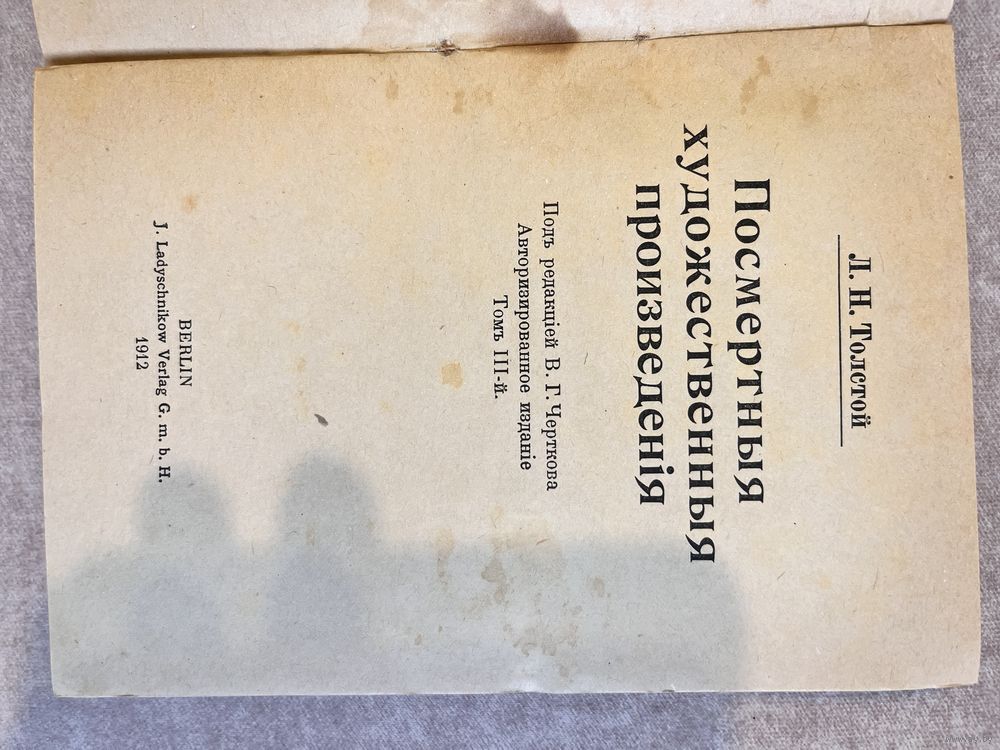 Л. Н. Толстой
Посмертныя
художественныя
произведенія
Подъ редакціей В. Г. Черткова
Авторизированное изданіе
Томъ III-й.
BERLIN
J. Ladyschnikow Verlag G. m. b. H.
1912